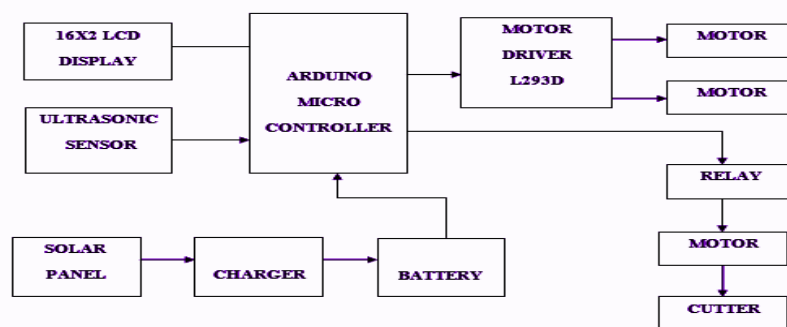 16X2 LCD
DISPLAY
ARDUINO
MICRO
CONTROLLER
MOTOR
DRIVER
L293D
MOTOR
MOTOR
ULTRASONIC
SENSOR
RELAY
SOLAR
PANEL
CHARGER
BATTERY
MOTOR
CUTTER